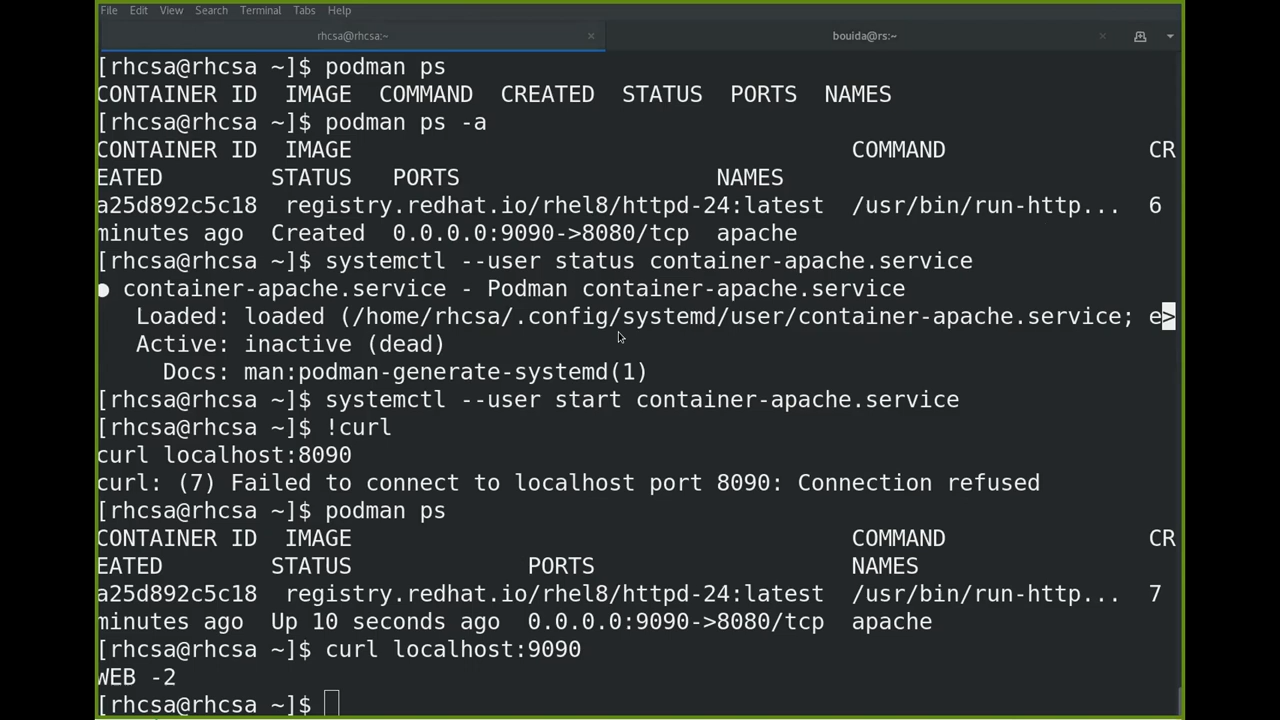 File Edit View Search Terminal Tabs Help
rhcsa@rhcsa:~ × bouida@rs:~ ×
[rhcsa@rhcsa ~]$ podman ps
CONTAINER ID  IMAGE  COMMAND  CREATED  STATUS  PORTS  NAMES
[rhcsa@rhcsa ~]$ podman ps -a
CONTAINER ID  IMAGE                                     COMMAND               CR
EATED        STATUS   PORTS                   NAMES
a25d892c5c18  registry.redhat.io/rhel8/httpd-24:latest  /usr/bin/run-http...  6
minutes ago  Created  0.0.0.0:9090->8080/tcp  apache
[rhcsa@rhcsa ~]$ systemctl --user status container-apache.service
● container-apache.service - Podman container-apache.service
   Loaded: loaded (/home/rhcsa/.config/systemd/user/container-apache.service; e>
   Active: inactive (dead)
     Docs: man:podman-generate-systemd(1)
[rhcsa@rhcsa ~]$ systemctl --user start container-apache.service
[rhcsa@rhcsa ~]$ !curl
curl localhost:8090
curl: (7) Failed to connect to localhost port 8090: Connection refused
[rhcsa@rhcsa ~]$ podman ps
CONTAINER ID  IMAGE                                     COMMAND               CR
EATED        STATUS             PORTS                   NAMES
a25d892c5c18  registry.redhat.io/rhel8/httpd-24:latest  /usr/bin/run-http...  7
minutes ago  Up 10 seconds ago  0.0.0.0:9090->8080/tcp  apache
[rhcsa@rhcsa ~]$ curl localhost:9090
WEB -2
[rhcsa@rhcsa ~]$